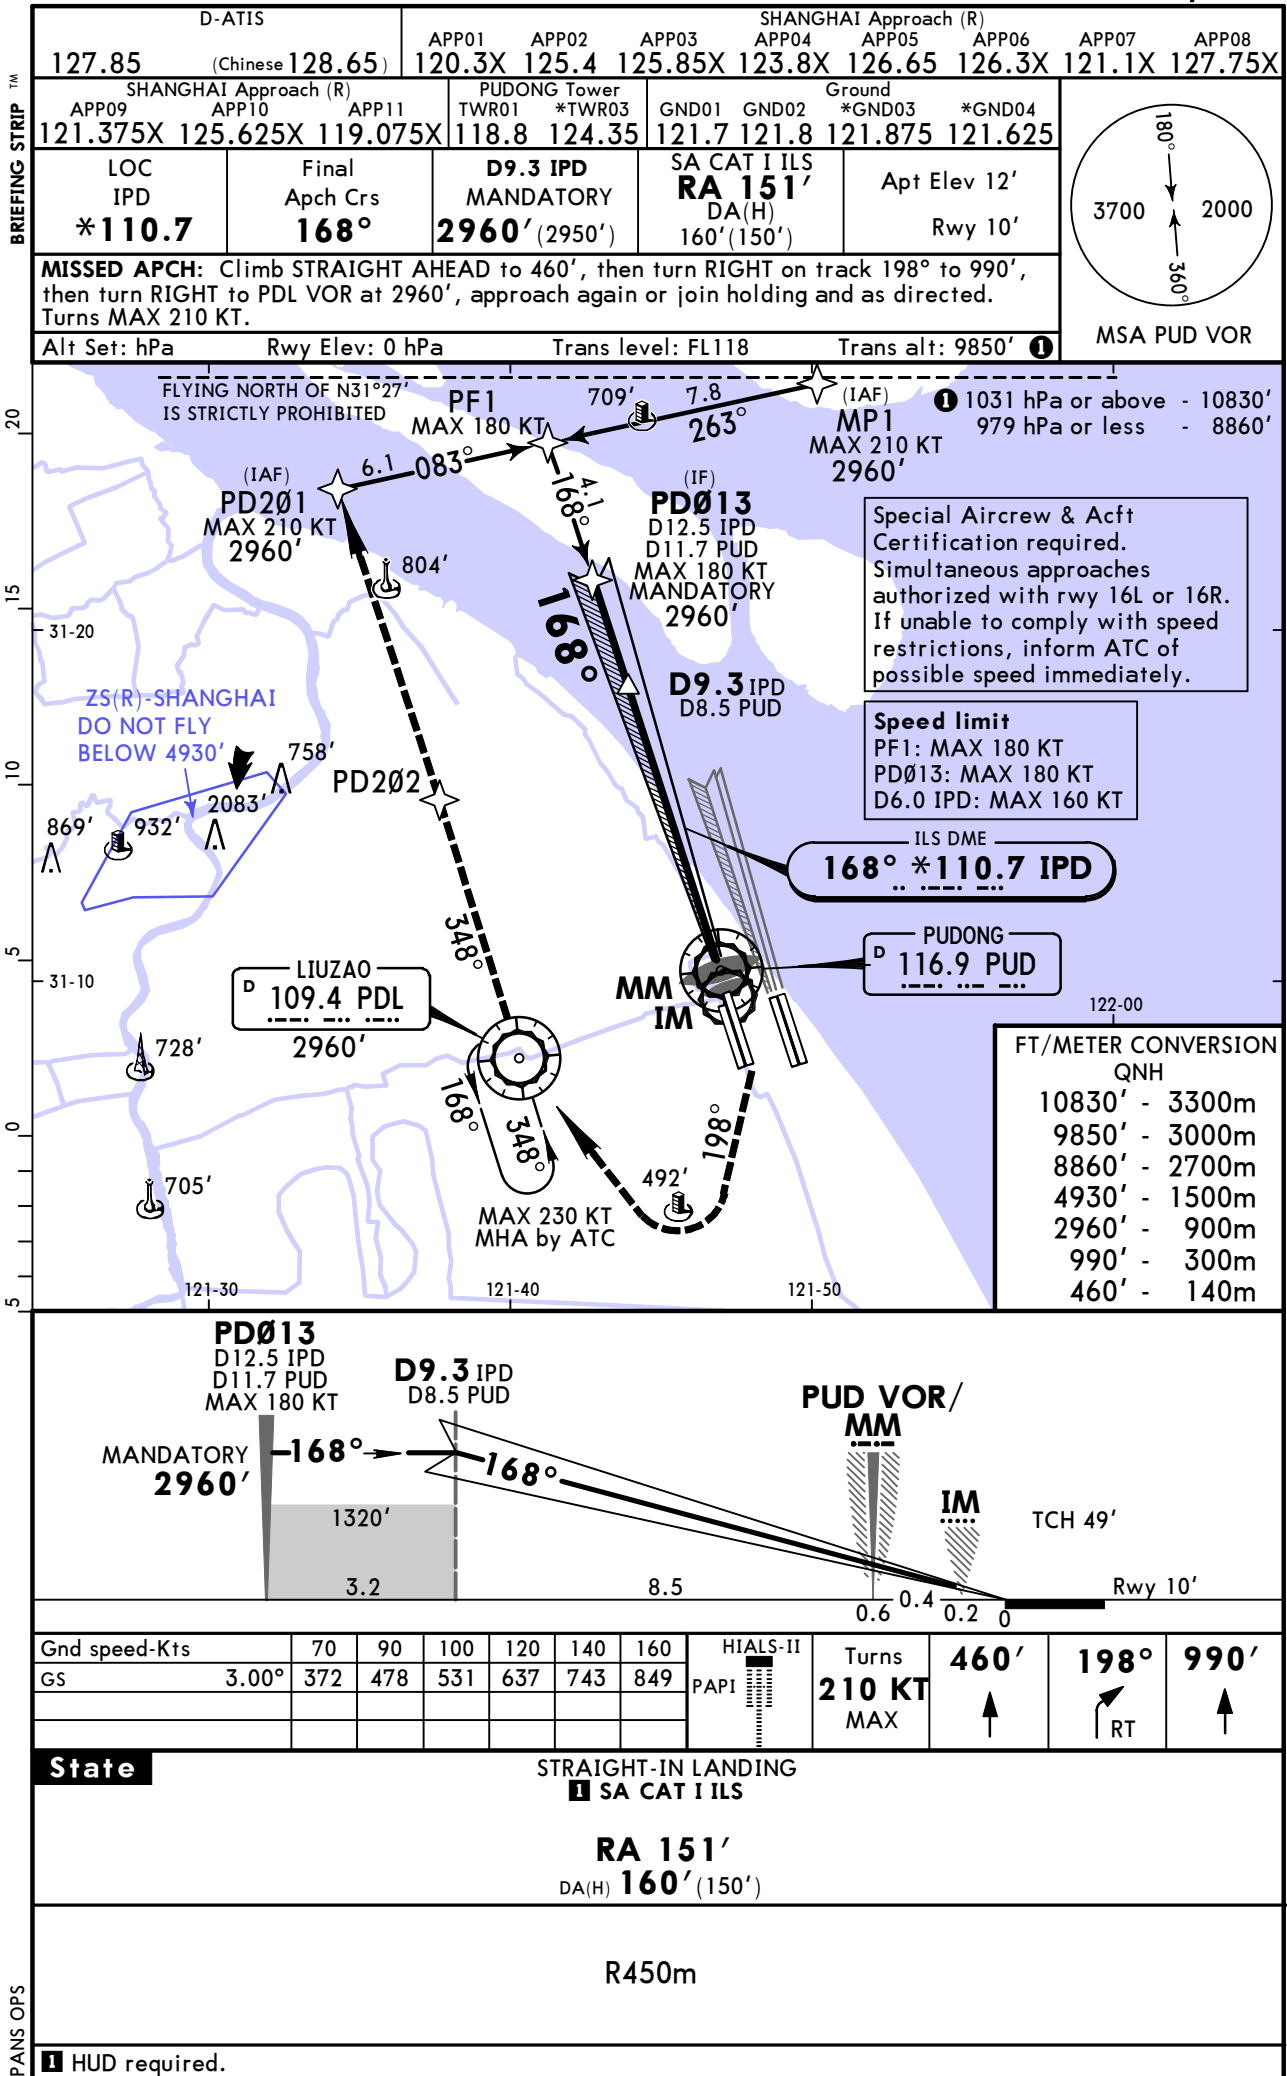 D-ATIS
127.85 (Chinese 128.65)
SHANGHAI Approach (R)
APP01 APP02 APP03 APP04 APP05 APP06 APP07 APP08
120.3X 125.4 125.85X 123.8X 126.65 126.3X 121.1X 127.75X
SHANGHAI Approach (R)
APP09 APP10 APP11
121.375X 125.625X 119.075X
PUDONG Tower
TWR01 *TWR03
118.8 124.35
Ground
GND01 GND02 *GND03 *GND04
121.7 121.8 121.875 121.625
BRIEFING STRIP TM
LOC
IPD
*110.7
Final
Apch Crs
168°
D9.3 IPD
MANDATORY
2960' (2950')
SA CAT I ILS
RA 151'
DA(H)
160' (150')
Apt Elev 12'
Rwy 10'
180°
3700 2000
360°
MSA PUD VOR
MISSED APCH: Climb STRAIGHT AHEAD to 460', then turn RIGHT on track 198° to 990',
then turn RIGHT to PDL VOR at 2960', approach again or join holding and as directed.
Turns MAX 210 KT.
Alt Set: hPa Rwy Elev: 0 hPa Trans level: FL118 Trans alt: 9850' 1
FLYING NORTH OF N31°27'
IS STRICTLY PROHIBITED
PF1
MAX 180 KT
709'
7.8
263°
(IAF)
MP1
MAX 210 KT
2960'
1 1031 hPa or above - 10830'
979 hPa or less - 8860'
(IAF)
PD2Ø1
MAX 210 KT
2960'
6.1 083°
4.1
168°
(IF)
PDØ13
D12.5 IPD
D11.7 PUD
MAX 180 KT
MANDATORY
2960'
Special Aircrew & Acft
Certification required.
Simultaneous approaches
authorized with rwy 16L or 16R.
If unable to comply with speed
restrictions, inform ATC of
possible speed immediately.
804'
168°
31-20
D9.3 IPD
D8.5 PUD
Speed limit
PF1: MAX 180 KT
PDØ13: MAX 180 KT
D6.0 IPD: MAX 160 KT
ZS(R)-SHANGHAI
DO NOT FLY
BELOW 4930'
758'
PD2Ø2
2083'
869'
932'
ILS DME
168° *110.7 IPD
348°
PUDONG
D 116.9 PUD
LIUZAO
D 109.4 PDL
2960'
31-10
MM
IM
122-00
728'
168°
348°
198°
492'
705'
MAX 230 KT
MHA by ATC
FT/METER CONVERSION
QNH
10830' - 3300m
9850' - 3000m
8860' - 2700m
4930' - 1500m
2960' - 900m
990' - 300m
460' - 140m
121-30 121-40 121-50
20
15
10
5
0
5
PDØ13
D12.5 IPD
D11.7 PUD
MAX 180 KT
D9.3 IPD
D8.5 PUD
PUD VOR/
MM
MANDATORY
2960'
168°
168°
1320'
IM
TCH 49'
3.2 8.5
0.6 0.4 0.2 0
Rwy 10'
Gnd speed-Kts 70 90 100 120 140 160
GS 3.00° 372 478 531 637 743 849
HIALS-II
PAPI
Turns
210 KT
MAX
460'
198°
RT
990'
State
STRAIGHT-IN LANDING
1 SA CAT I ILS
RA 151'
DA(H) 160' (150')
R450m
PANS OPS
1 HUD required.